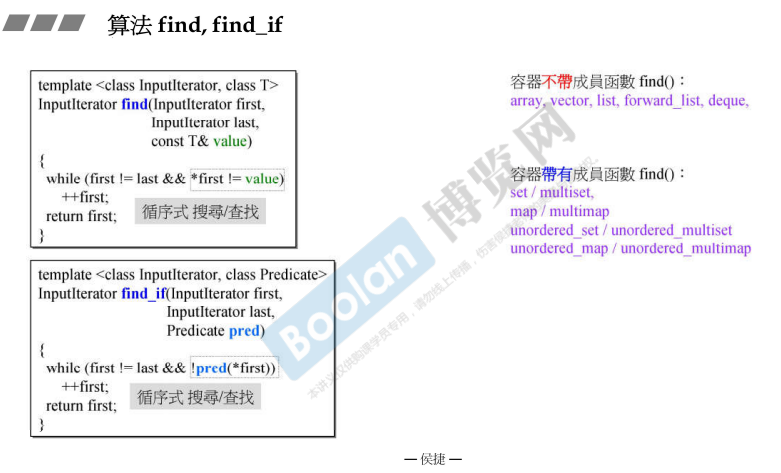 算法 find, find_if
template <class InputIterator, class T>
InputIterator find(InputIterator first,
InputIterator last,
const T& value)
{
while (first != last && *first != value)
++first;
return first;
}
循序式 搜尋/查找
template <class InputIterator, class Predicate>
InputIterator find_if(InputIterator first,
InputIterator last,
Predicate pred)
{
while (first != last && !pred(*first))
++first;
return first;
}
循序式 搜尋/查找
容器不帶成員函數 find()：
array, vector, list, forward_list, deque,
容器帶有成員函數 find()：
set / multiset,
map / multimap
unordered_set / unordered_multiset
unordered_map / unordered_multimap
Boolan 博览网
— 侯捷 —